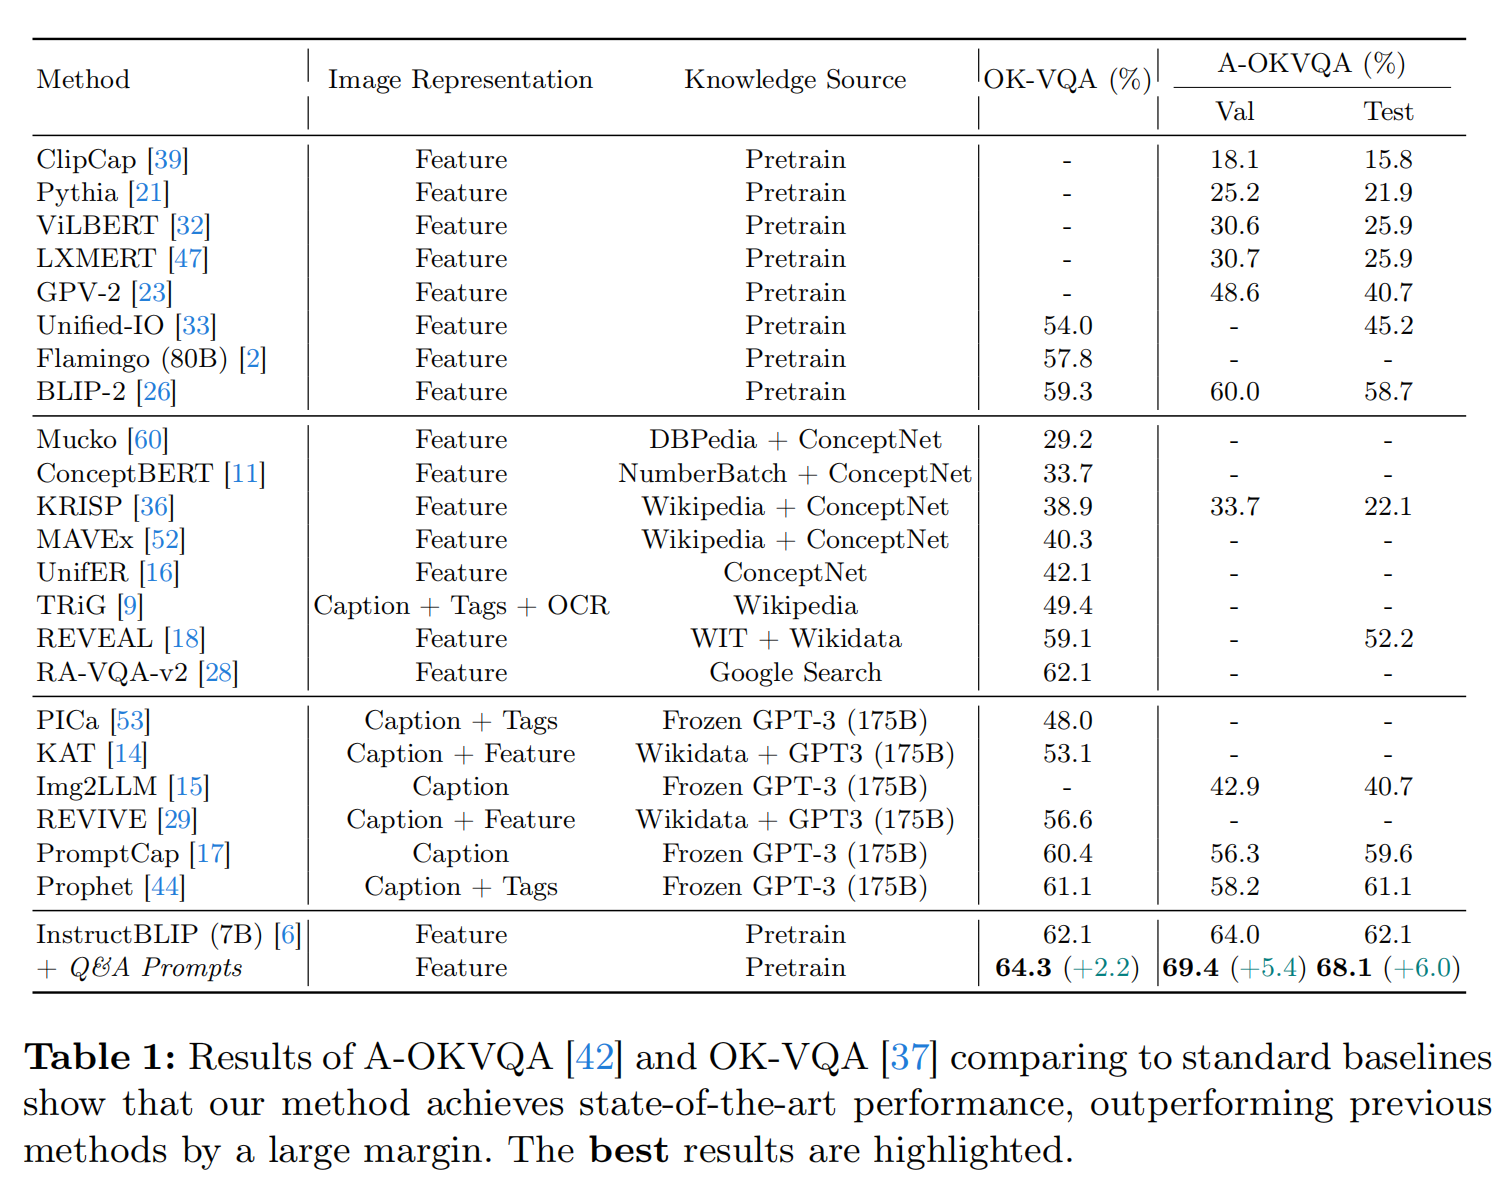 Method Image Representation Knowledge Source OK-VQA (%) A-OKVQA (%)
Val Test
ClipCap [39] Feature Pretrain - 18.1 15.8
Pythia [21] Feature Pretrain - 25.2 21.9
ViLBERT [32] Feature Pretrain - 30.6 25.9
LXMERT [47] Feature Pretrain - 30.7 25.9
GPV-2 [23] Feature Pretrain - 48.6 40.7
Unified-IO [33] Feature Pretrain 54.0 - 45.2
Flamingo (80B) [2] Feature Pretrain 57.8 - -
BLIP-2 [26] Feature Pretrain 59.3 60.0 58.7
Mucko [60] Feature DBPedia + ConceptNet 29.2 - -
ConceptBERT [11] Feature NumberBatch + ConceptNet 33.7 - -
KRISP [36] Feature Wikipedia + ConceptNet 38.9 33.7 22.1
MAVEx [52] Feature Wikipedia + ConceptNet 40.3 - -
UnifER [16] Feature ConceptNet 42.1 - -
TRiG [9] Caption + Tags + OCR Wikipedia 49.4 - -
REVEAL [18] Feature WIT + Wikidata 59.1 - 52.2
RA-VQA-v2 [28] Feature Google Search 62.1 - -
PICa [53] Caption + Tags Frozen GPT-3 (175B) 48.0 - -
KAT [14] Caption + Feature Wikidata + GPT3 (175B) 53.1 - -
Img2LLM [15] Caption Frozen GPT-3 (175B) - 42.9 40.7
REVIVE [29] Caption + Feature Wikidata + GPT3 (175B) 56.6 - -
PromptCap [17] Caption Frozen GPT-3 (175B) 60.4 56.3 59.6
Prophet [44] Caption + Tags Frozen GPT-3 (175B) 61.1 58.2 61.1
InstructBLIP (7B) [6] Feature Pretrain 62.1 64.0 62.1
+ Q&A Prompts Feature Pretrain 64.3 (+2.2) 69.4 (+5.4) 68.1 (+6.0)
Table 1: Results of A-OKVQA [42] and OK-VQA [37] comparing to standard baselines
show that our method achieves state-of-the-art performance, outperforming previous
methods by a large margin. The best results are highlighted.